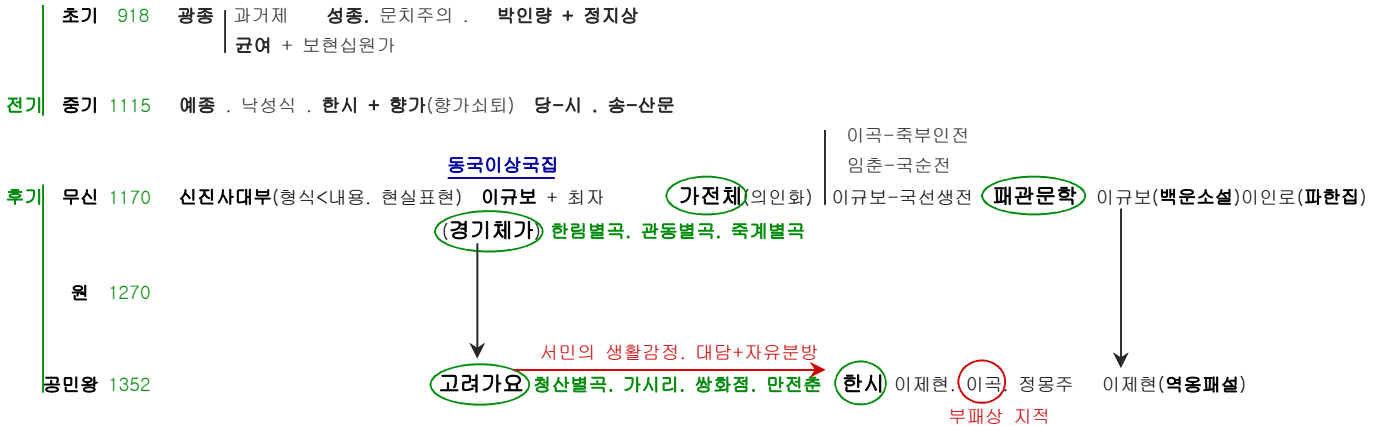 초기 918 광종 과거제 성종. 문치주의 . 박인량 + 정지상
균여 + 보현십원가
전기 중기 1115 예종 . 낙성식 . 한시 + 향가(향가쇠퇴) 당-시 . 송-산문
이곡-죽부인전
동국이상국집 임춘-국순전
후기 무신 1170 신진사대부(형식<내용. 현실표현) 이규보 + 최자 가전체(의인화) 이규보-국선생전 패관문학 이규보(백운소설)이인로(파한집)
(경기체가) 한림별곡. 관동별곡. 죽계별곡
원 1270
서민의 생활감정. 대담+자유분방
공민왕 1352 고려가요 청산별곡. 가시리. 쌍화점. 만전춘 한시 이제현. 이곡. 정몽주 이제현(역옹패설)
부패상 지적